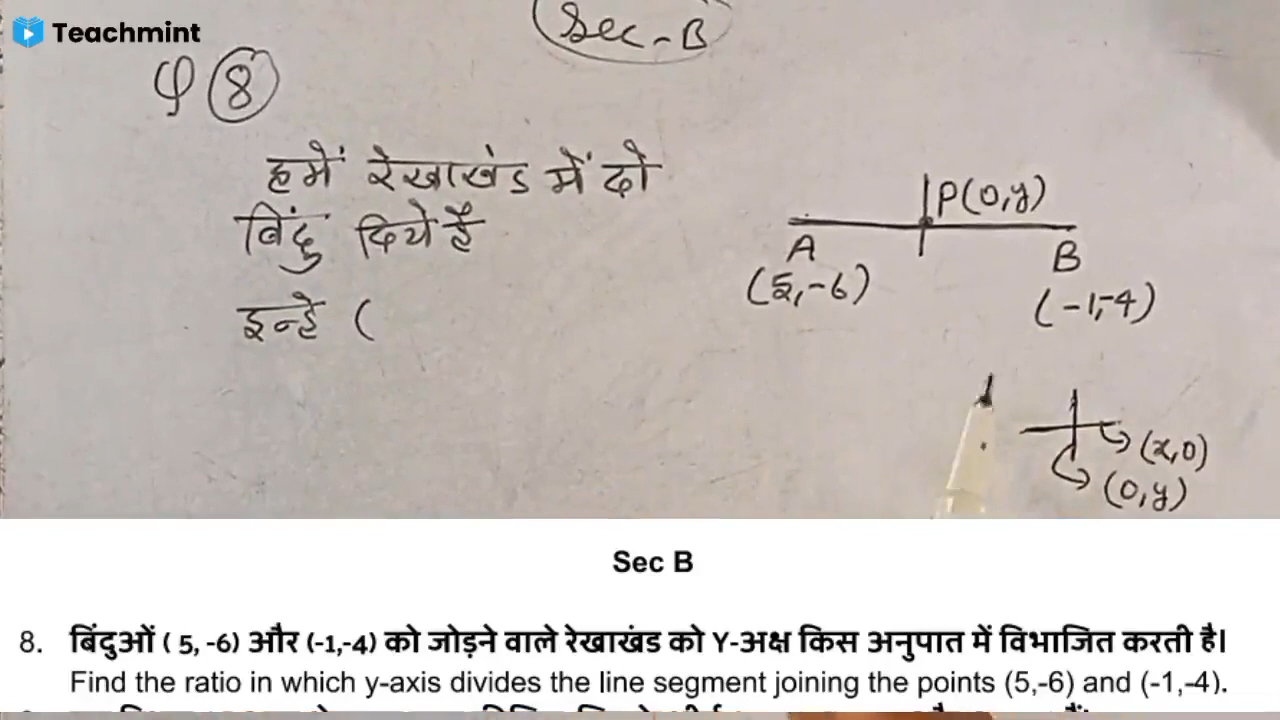 Teachmint
Sec-B
Q 8
हमें रेखाखंड में दो
बिंदु दिये है
इन्हे (
P(0,y)
A
B
(5,-6)
(-1,-4)
(x,0)
(0,y)
Sec B
8. बिंदुओं ( 5, -6) और (-1,-4) को जोड़ने वाले रेखाखंड को Y-अक्ष किस अनुपात में विभाजित करती है।
Find the ratio in which y-axis divides the line segment joining the points (5,-6) and (-1,-4).